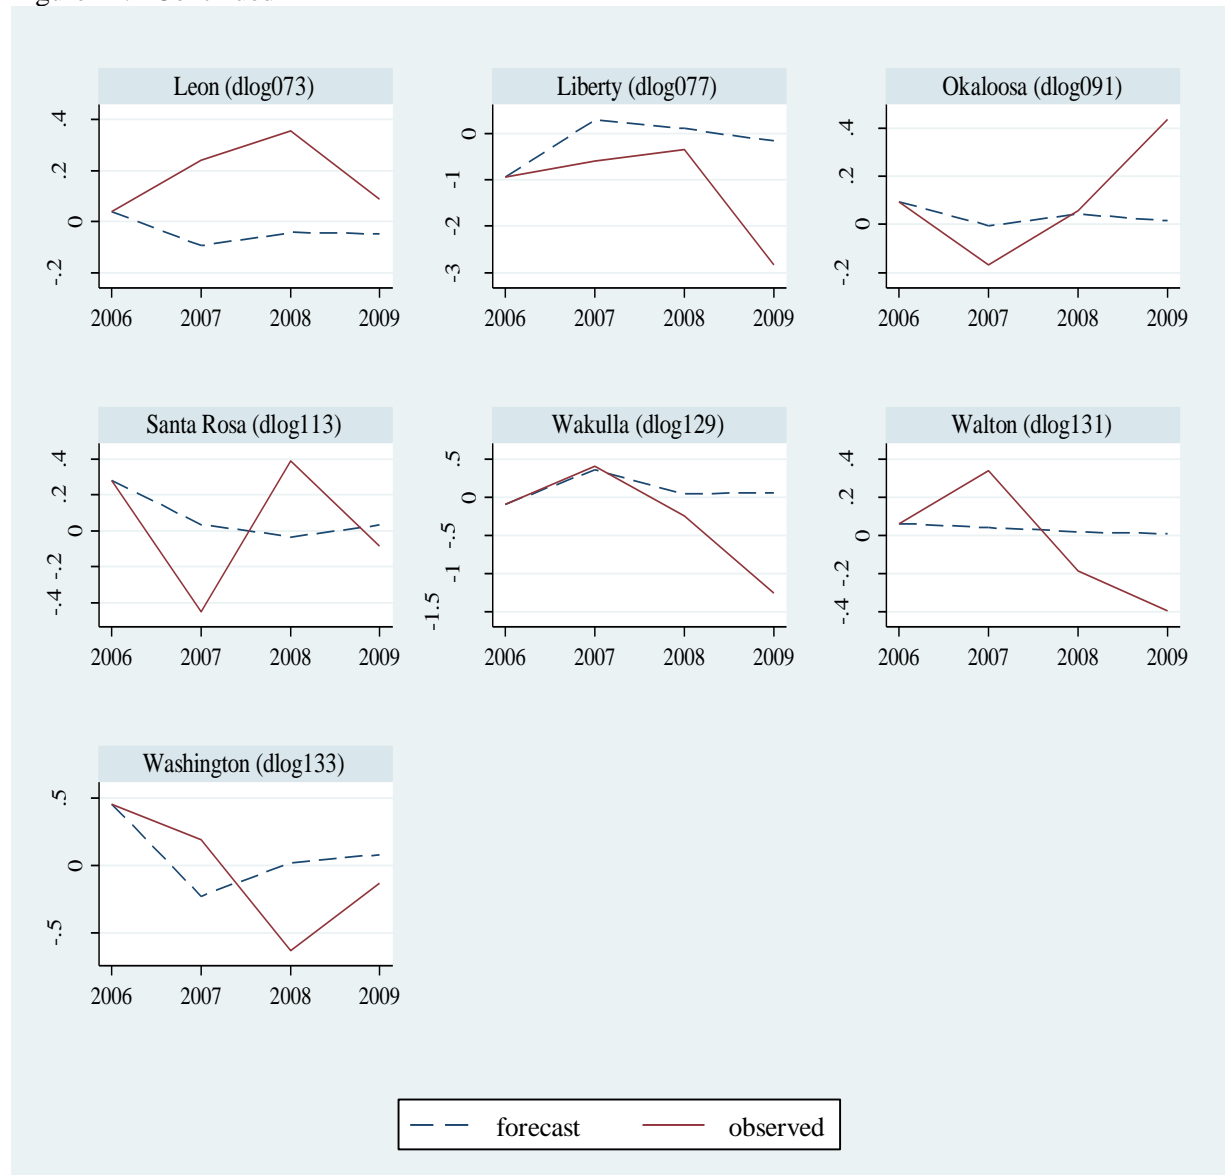 Leon (dlog073)
.4
.2
0
-.2
2006 2007 2008 2009
Liberty (dlog077)
0
-1
-2
-3
2006 2007 2008 2009
Okaloosa (dlog091)
.4
.2
0
-.2
2006 2007 2008 2009
Santa Rosa (dlog113)
.4
.2
0
-.2
-.4
2006 2007 2008 2009
Wakulla (dlog129)
.5
0
-.5
-1
-1.5
2006 2007 2008 2009
Walton (dlog131)
.4
.2
0
-.2
-.4
2006 2007 2008 2009
Washington (dlog133)
.5
0
-.5
2006 2007 2008 2009
forecast observed